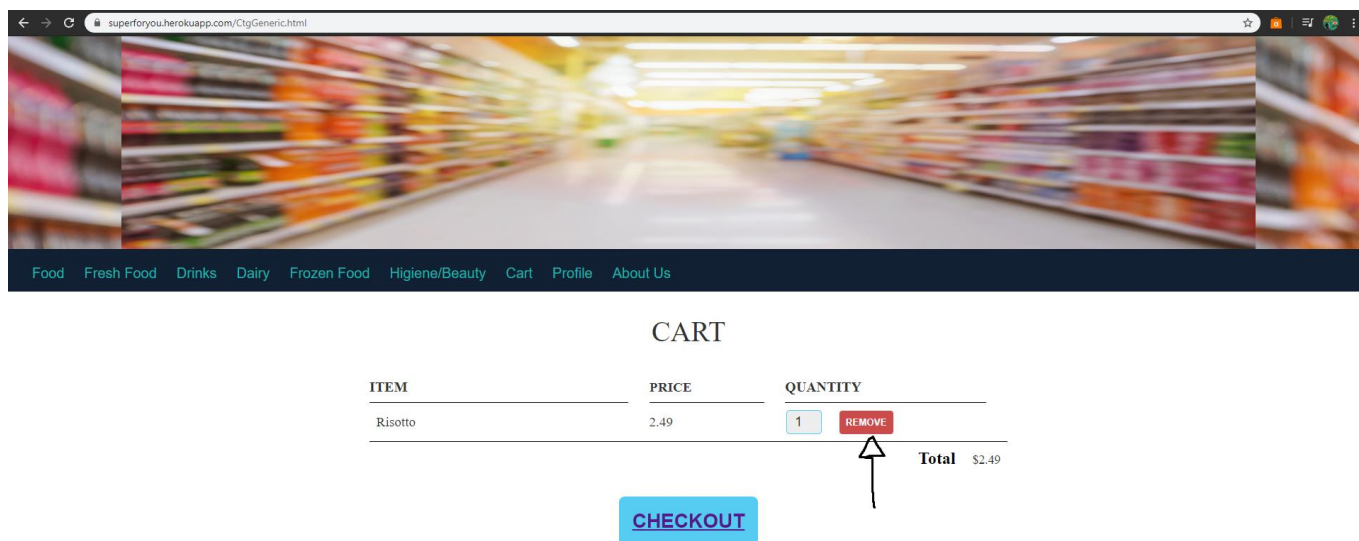 superforyou.herokuapp.com/CtgGeneric.html
Food Fresh Food Drinks Dairy Frozen Food Higiene/Beauty Cart Profile About Us
CART
ITEM PRICE QUANTITY
Risotto 2.49 1 REMOVE
Total $2.49
CHECKOUT